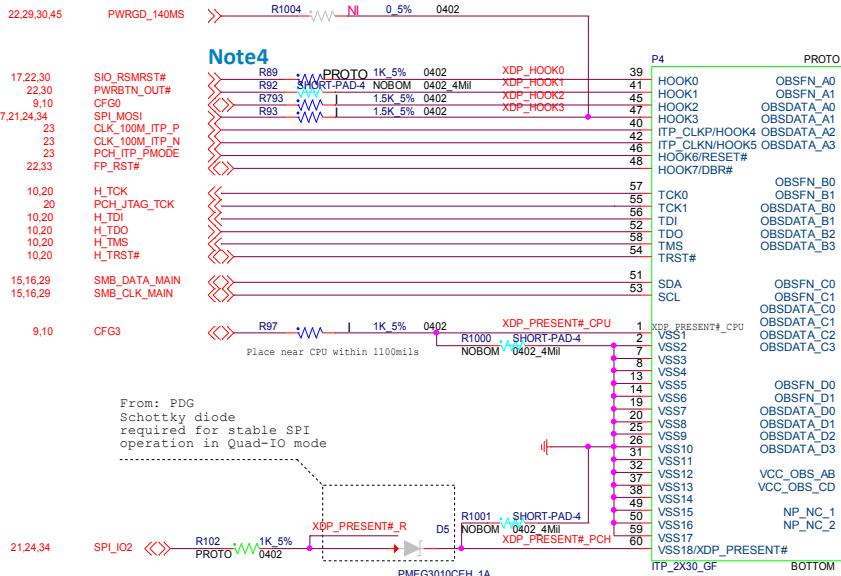 22,29,30,45 PWRGD_140MS R1004 NI 0_5% 0402
Note4
P4 PROTO
17,22,30 SIO_RSMRST# R89 PROTO 1K_5% 0402 XDP_HOOK0 39 HOOK0 OBSFN_A0
22,30 PWRBTN_OUT# R92 SHORT-PAD-4 NOBOM 0402_4Mil XDP_HOOK1 41 HOOK1 OBSFN_A1
9,10 CFG0 R793 I 1.5K_5% 0402 XDP_HOOK2 45 HOOK2 OBSDATA_A0
7,21,24,34 SPI_MOSI R93 I 1.5K_5% 0402 XDP_HOOK3 47 HOOK3 OBSDATA_A1
23 CLK_100M_ITP_P 40 ITP_CLKP/HOOK4 OBSDATA_A2
23 CLK_100M_ITP_N 42 ITP_CLKN/HOOK5 OBSDATA_A3
23 PCH_ITP_PMODE 46 HOOK6/RESET#
22,33 FP_RST# 48 HOOK7/DBR#
OBSFN_B0
10,20 H_TCK 57 TCK0 OBSFN_B1
20 PCH_JTAG_TCK 55 TCK1 OBSDATA_B0
10,20 H_TDI 56 TDI OBSDATA_B1
10,20 H_TDO 52 TDO OBSDATA_B2
10,20 H_TMS 58 TMS OBSDATA_B3
10,20 H_TRST# 54 TRST#
15,16,29 SMB_DATA_MAIN 51 SDA OBSFN_C0
15,16,29 SMB_CLK_MAIN 53 SCL OBSFN_C1
OBSDATA_C0
9,10 CFG3 R97 I 1K_5% 0402 XDP_PRESENT#_CPU 1 XDP_PRESENT#_CPU OBSDATA_C1
R1000 SHORT-PAD-4 2 VSS1 OBSDATA_C2
Place near CPU within 1100mils NOBOM 0402_4Mil 7 VSS2 OBSDATA_C3
8 VSS3
13 VSS4
14 VSS5 OBSFN_D0
19 VSS6 OBSFN_D1
20 VSS7 OBSDATA_D0
25 VSS8 OBSDATA_D1
26 VSS9 OBSDATA_D2
31 VSS10 OBSDATA_D3
32 VSS11
37 VSS12 VCC_OBS_AB
38 VSS13 VCC_OBS_CD
49 VSS14
50 VSS15 NP_NC_1
59 VSS16 NP_NC_2
VSS17
60 VSS18/XDP_PRESENT#
From: PDG
Schottky diode
required for stable SPI
operation in Quad-IO mode
R1001 SHORT-PAD-4
XDP_PRESENT#_R D5 NOBOM 0402_4Mil
21,24,34 SPI_IO2 R102 1K_5% XDP_PRESENT#_PCH
PROTO 0402
ITP_2X30_GF BOTTOM
PMEG3010CEH_1A